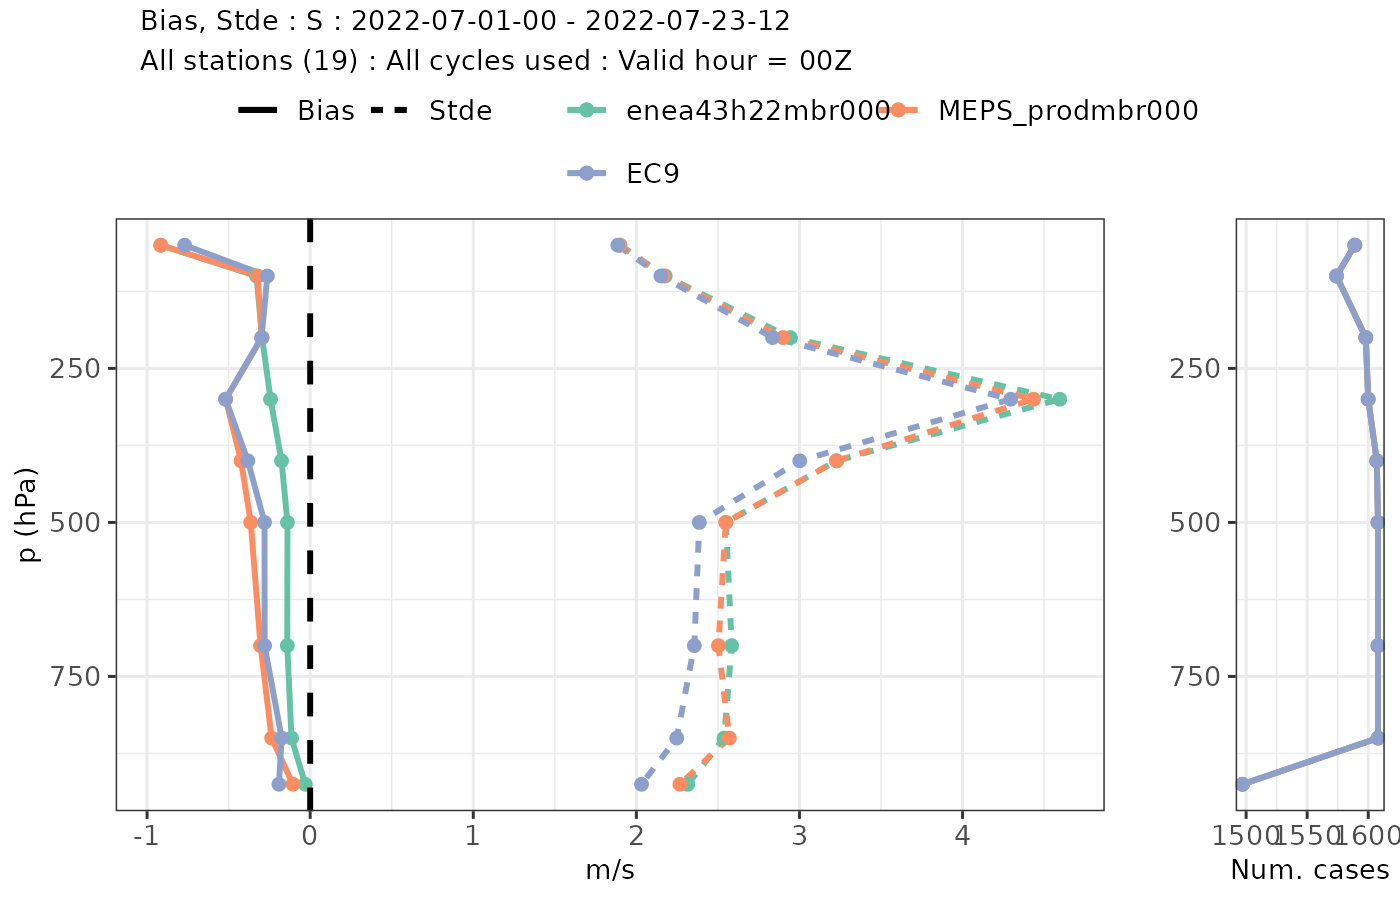 Bias, Stde : S : 2022-07-01-00 - 2022-07-23-12
All stations (19) : All cycles used : Valid hour = 00Z
Bias Stde enea43h22mbr000 MEPS_prodmbr000
EC9
250
500
750
p (hPa)
-1 0 1 2 3 4
m/s
250
500
750
1500 1550 1600
Num. cases